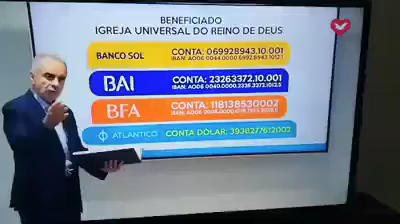 BENEFICIADO
IGREJA UNIVERSAL DO REINO DE DEUS
BANCO SOL
CONTA: 069928943.10.001
BAI
CONTA: 23263372.10.001
BFA
CONTA: 118138530002
ATLANTICO CONTA DOLAR: 3938277612002